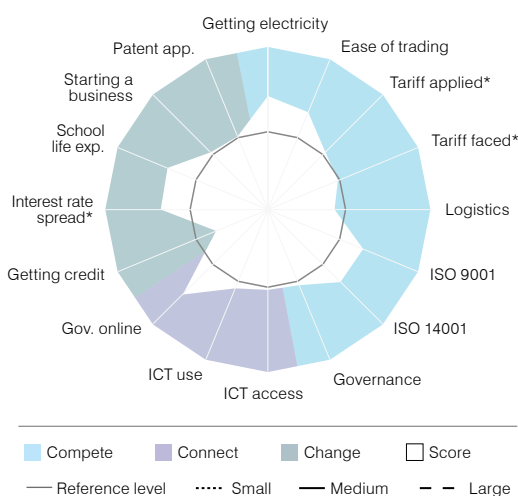 Getting electricity
Patent app.
Ease of trading
Starting a
business
Tariff applied*
School
life exp.
Tariff faced*
Interest rate
spread*
Logistics
Getting credit
ISO 9001
Gov. online
ISO 14001
ICT use
Governance
ICT access
Compete Connect Change Score
Reference level Small Medium Large